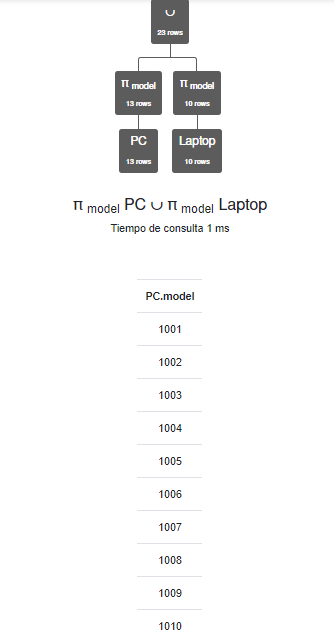 ∪
23 rows
π model π model
13 rows 10 rows
PC Laptop
13 rows 10 rows
π model PC ∪ π model Laptop
Tiempo de consulta 1 ms
PC.model
1001
1002
1003
1004
1005
1006
1007
1008
1009
1010